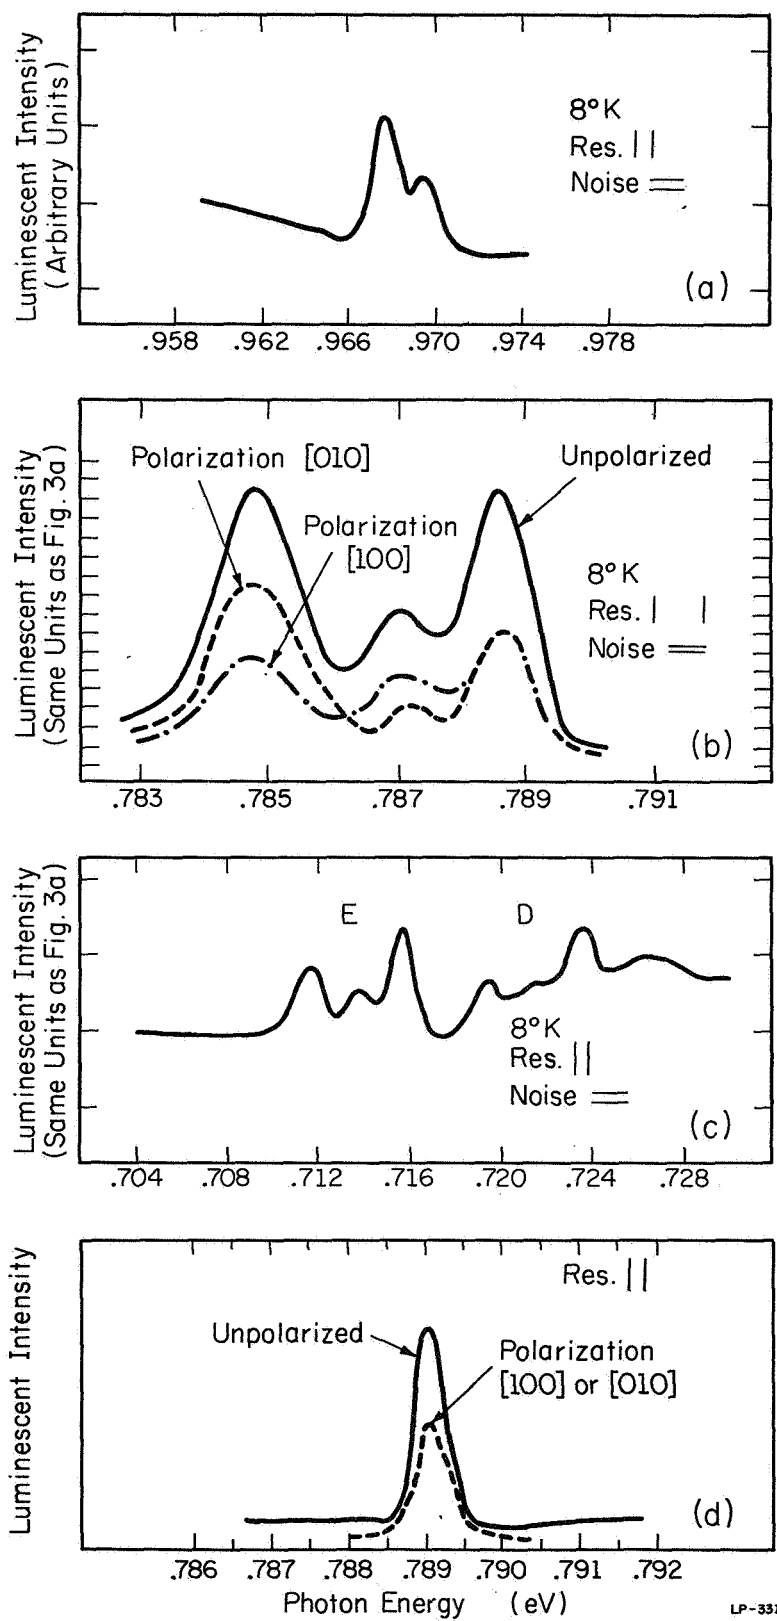 Luminescent Intensity
(Arbitrary Units)
8°K
Res. ||
Noise =
(a)
.958 .962 .966 .970 .974 .978
Luminescent Intensity
(Same Units as Fig. 3a)
Polarization [010]
Unpolarized
Polarization
[100]
8°K
Res. | |
Noise =
(b)
.783 .785 .787 .789 .791
Luminescent Intensity
(Same Units as Fig. 3a)
E D
8°K
Res. ||
Noise =
(c)
.704 .708 .712 .716 .720 .724 .728
Luminescent Intensity
Res. ||
Unpolarized
Polarization
[100] or [010]
(d)
.786 .787 .788 .789 .790 .791 .792
Photon Energy (eV)